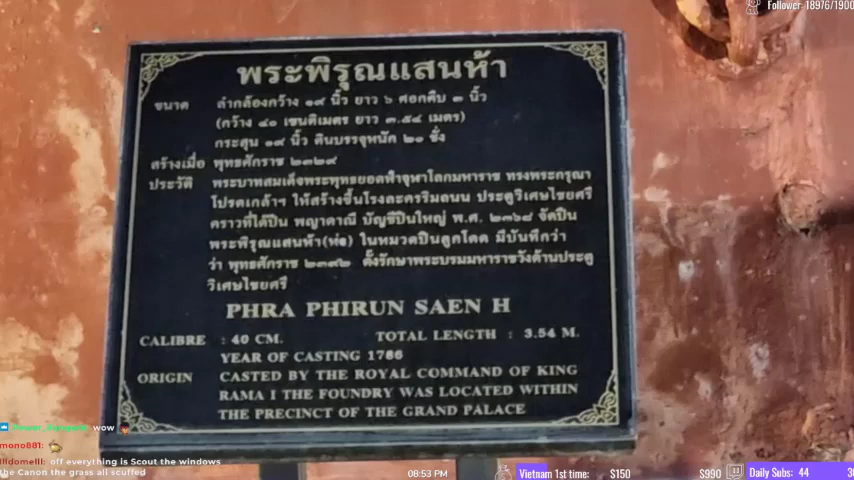 Follower 18976/1900
พระพิรุณแสนห้า
ขนาด ลำกล้องกว้าง ๑๙ นิ้ว ยาว ๖ ศอกคืบ ๓ นิ้ว
(กว้าง ๔๐ เซนติเมตร ยาว ๓.๕๔ เมตร)
กระสุน ๑๙ นิ้ว ดินบรรจุหนัก ๒๐ ชั่ง
สร้างเมื่อ พุทธศักราช ๒๓๒๙
ประวัติ พระบาทสมเด็จพระพุทธยอดฟ้าจุฬาโลกมหาราช ทรงพระกรุณา
โปรดเกล้าฯ ให้สร้างขึ้นโรงละครริมถนน ประตูวิเศษไชยศรี
คราวที่ได้ปืน พญาตานี บัญชีปืนใหญ่ พ.ศ. ๒๓๖๘ จัดปืน
พระพิรุณแสนห้า(ห่อ) ในหมวดปืนลูกโดด มีบันทึกว่า
ว่า พุทธศักราช ๒๓๙๒ ตั้งรักษาพระบรมมหาราชวังด้านประตู
วิเศษไชยศรี
PHRA PHIRUN SAEN H
CALIBRE : 40 CM. TOTAL LENGTH : 3.54 M.
YEAR OF CASTING 1786
ORIGIN CASTED BY THE ROYAL COMMAND OF KING
RAMA I THE FOUNDRY WAS LOCATED WITHIN
THE PRECINCT OF THE GRAND PALACE
wow
mono881:
llldomelll: off everything is Scout the windows
the Canon the grass all scuffed
08:53 PM
Vietnam 1st time: $150 $990
Daily Subs: 44